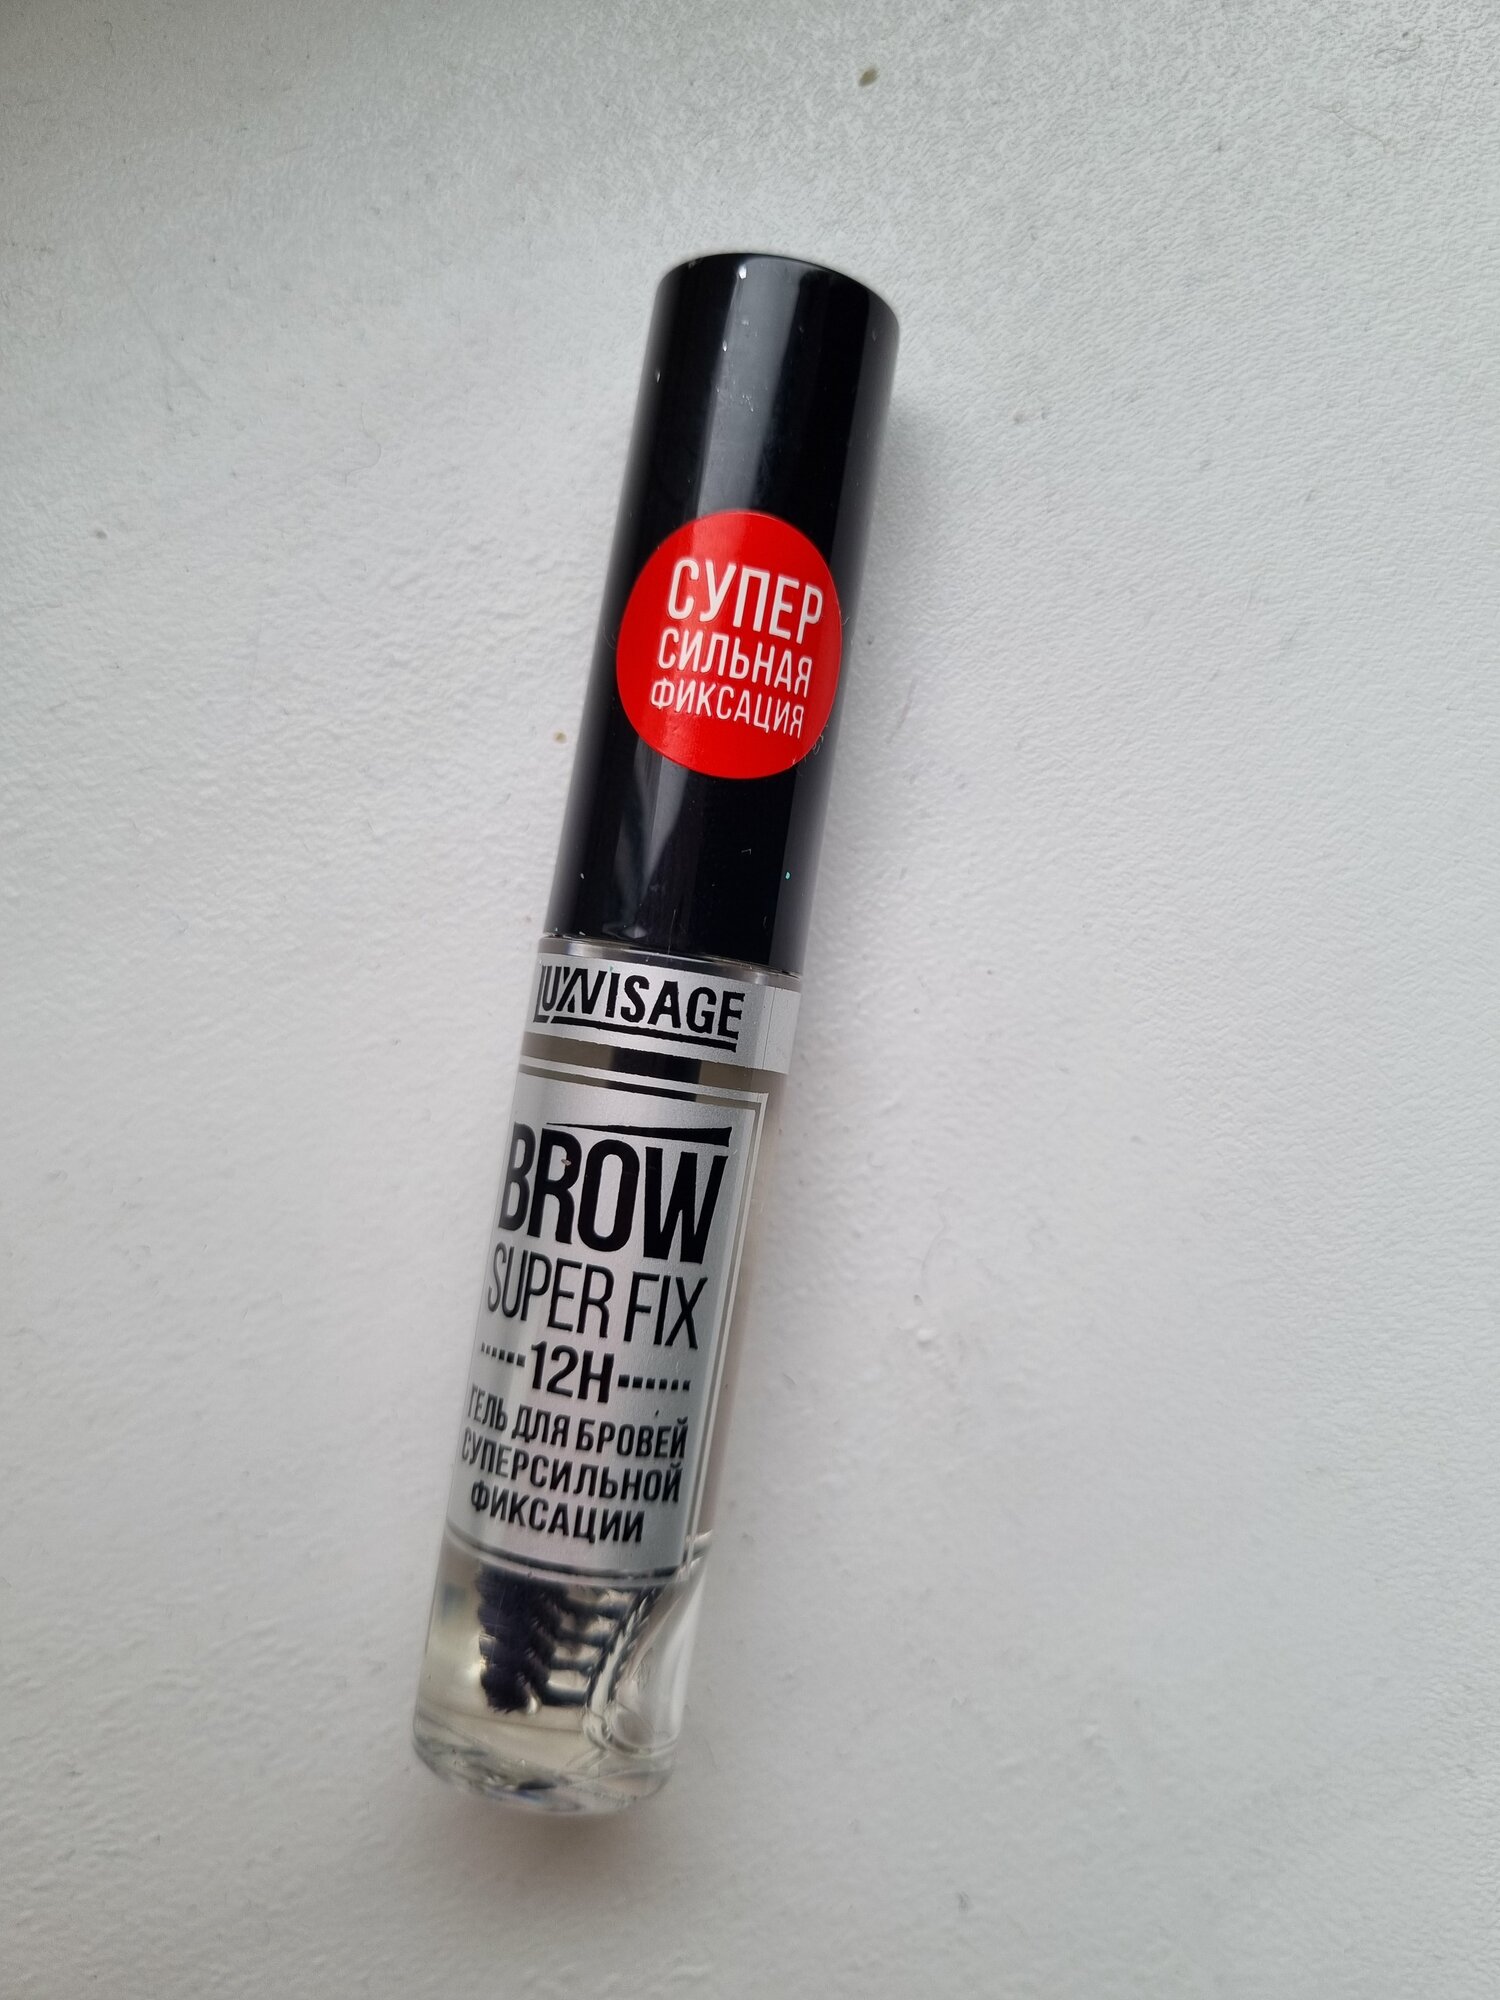 СУПЕР
СИЛЬНАЯ
ФИКСАЦИЯ
LUXVISAGE
BROW
SUPER FIX
12H
ГЕЛЬ ДЛЯ БРОВЕЙ
СУПЕРСИЛЬНОЙ
ФИКСАЦИИ